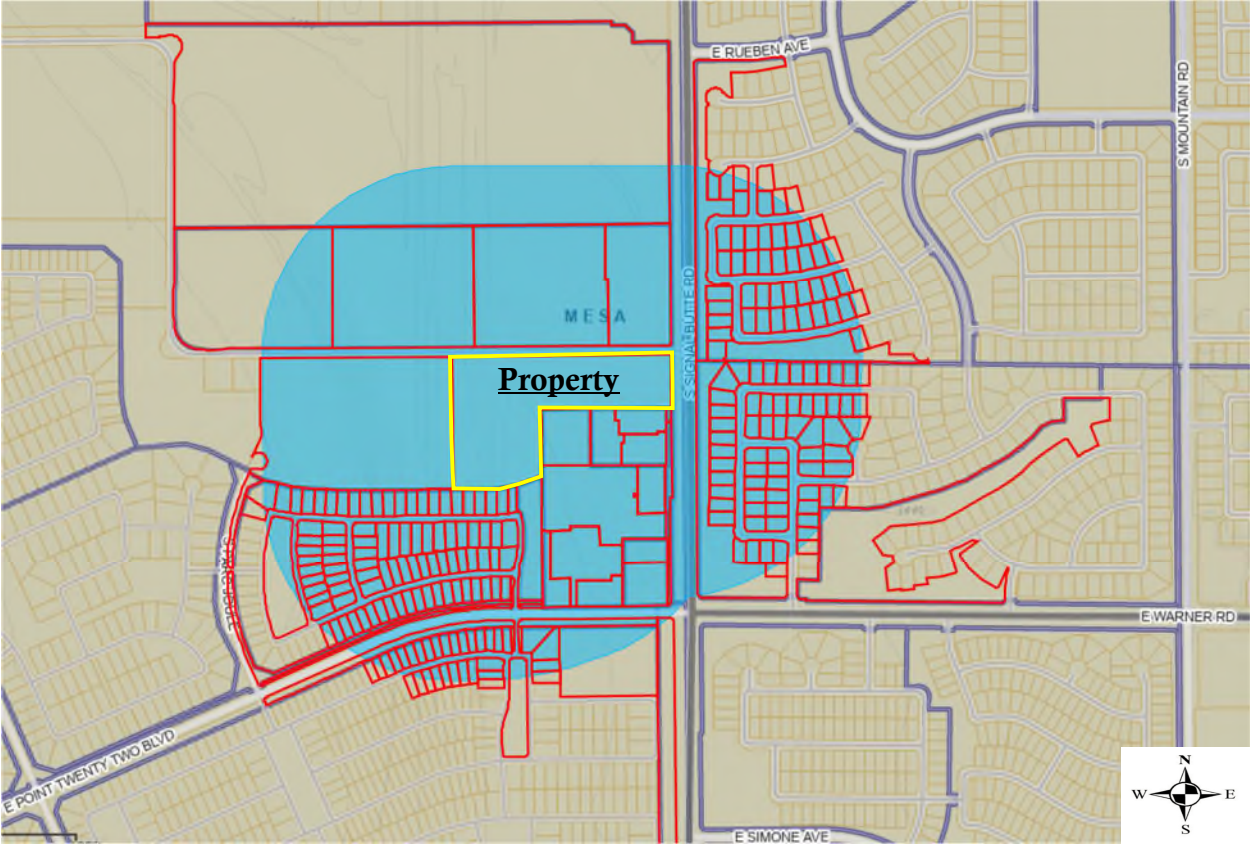 E RUEBEN AVE
S MOUNTAIN RD
S SIGNAL BUTTE RD
MESA
Property
E WARNER RD
E POINT TWENTY TWO BLVD
E SIMONE AVE
N
W E
S